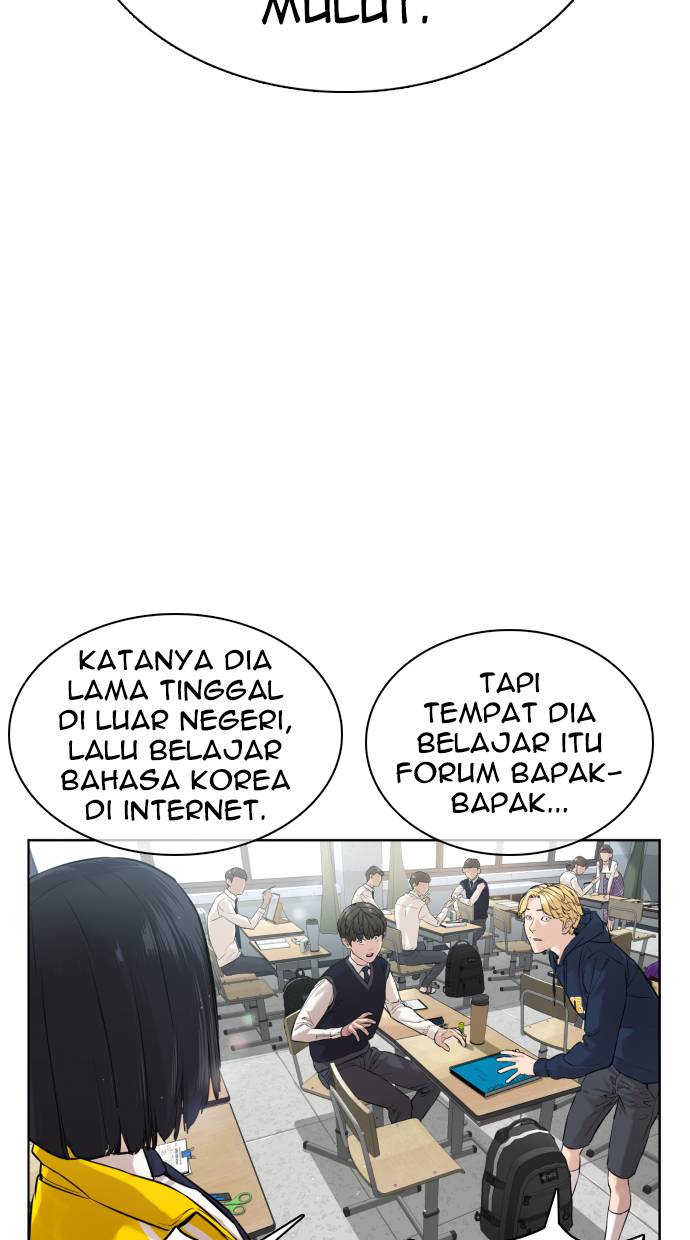 MULUT.
KATANYA DIA
LAMA TINGGAL
DI LUAR NEGERI,
LALU BELAJAR
BAHASA KOREA
DI INTERNET.
TAPI
TEMPAT DIA
BELAJAR ITU
FORUM BAPAK-
BAPAK...